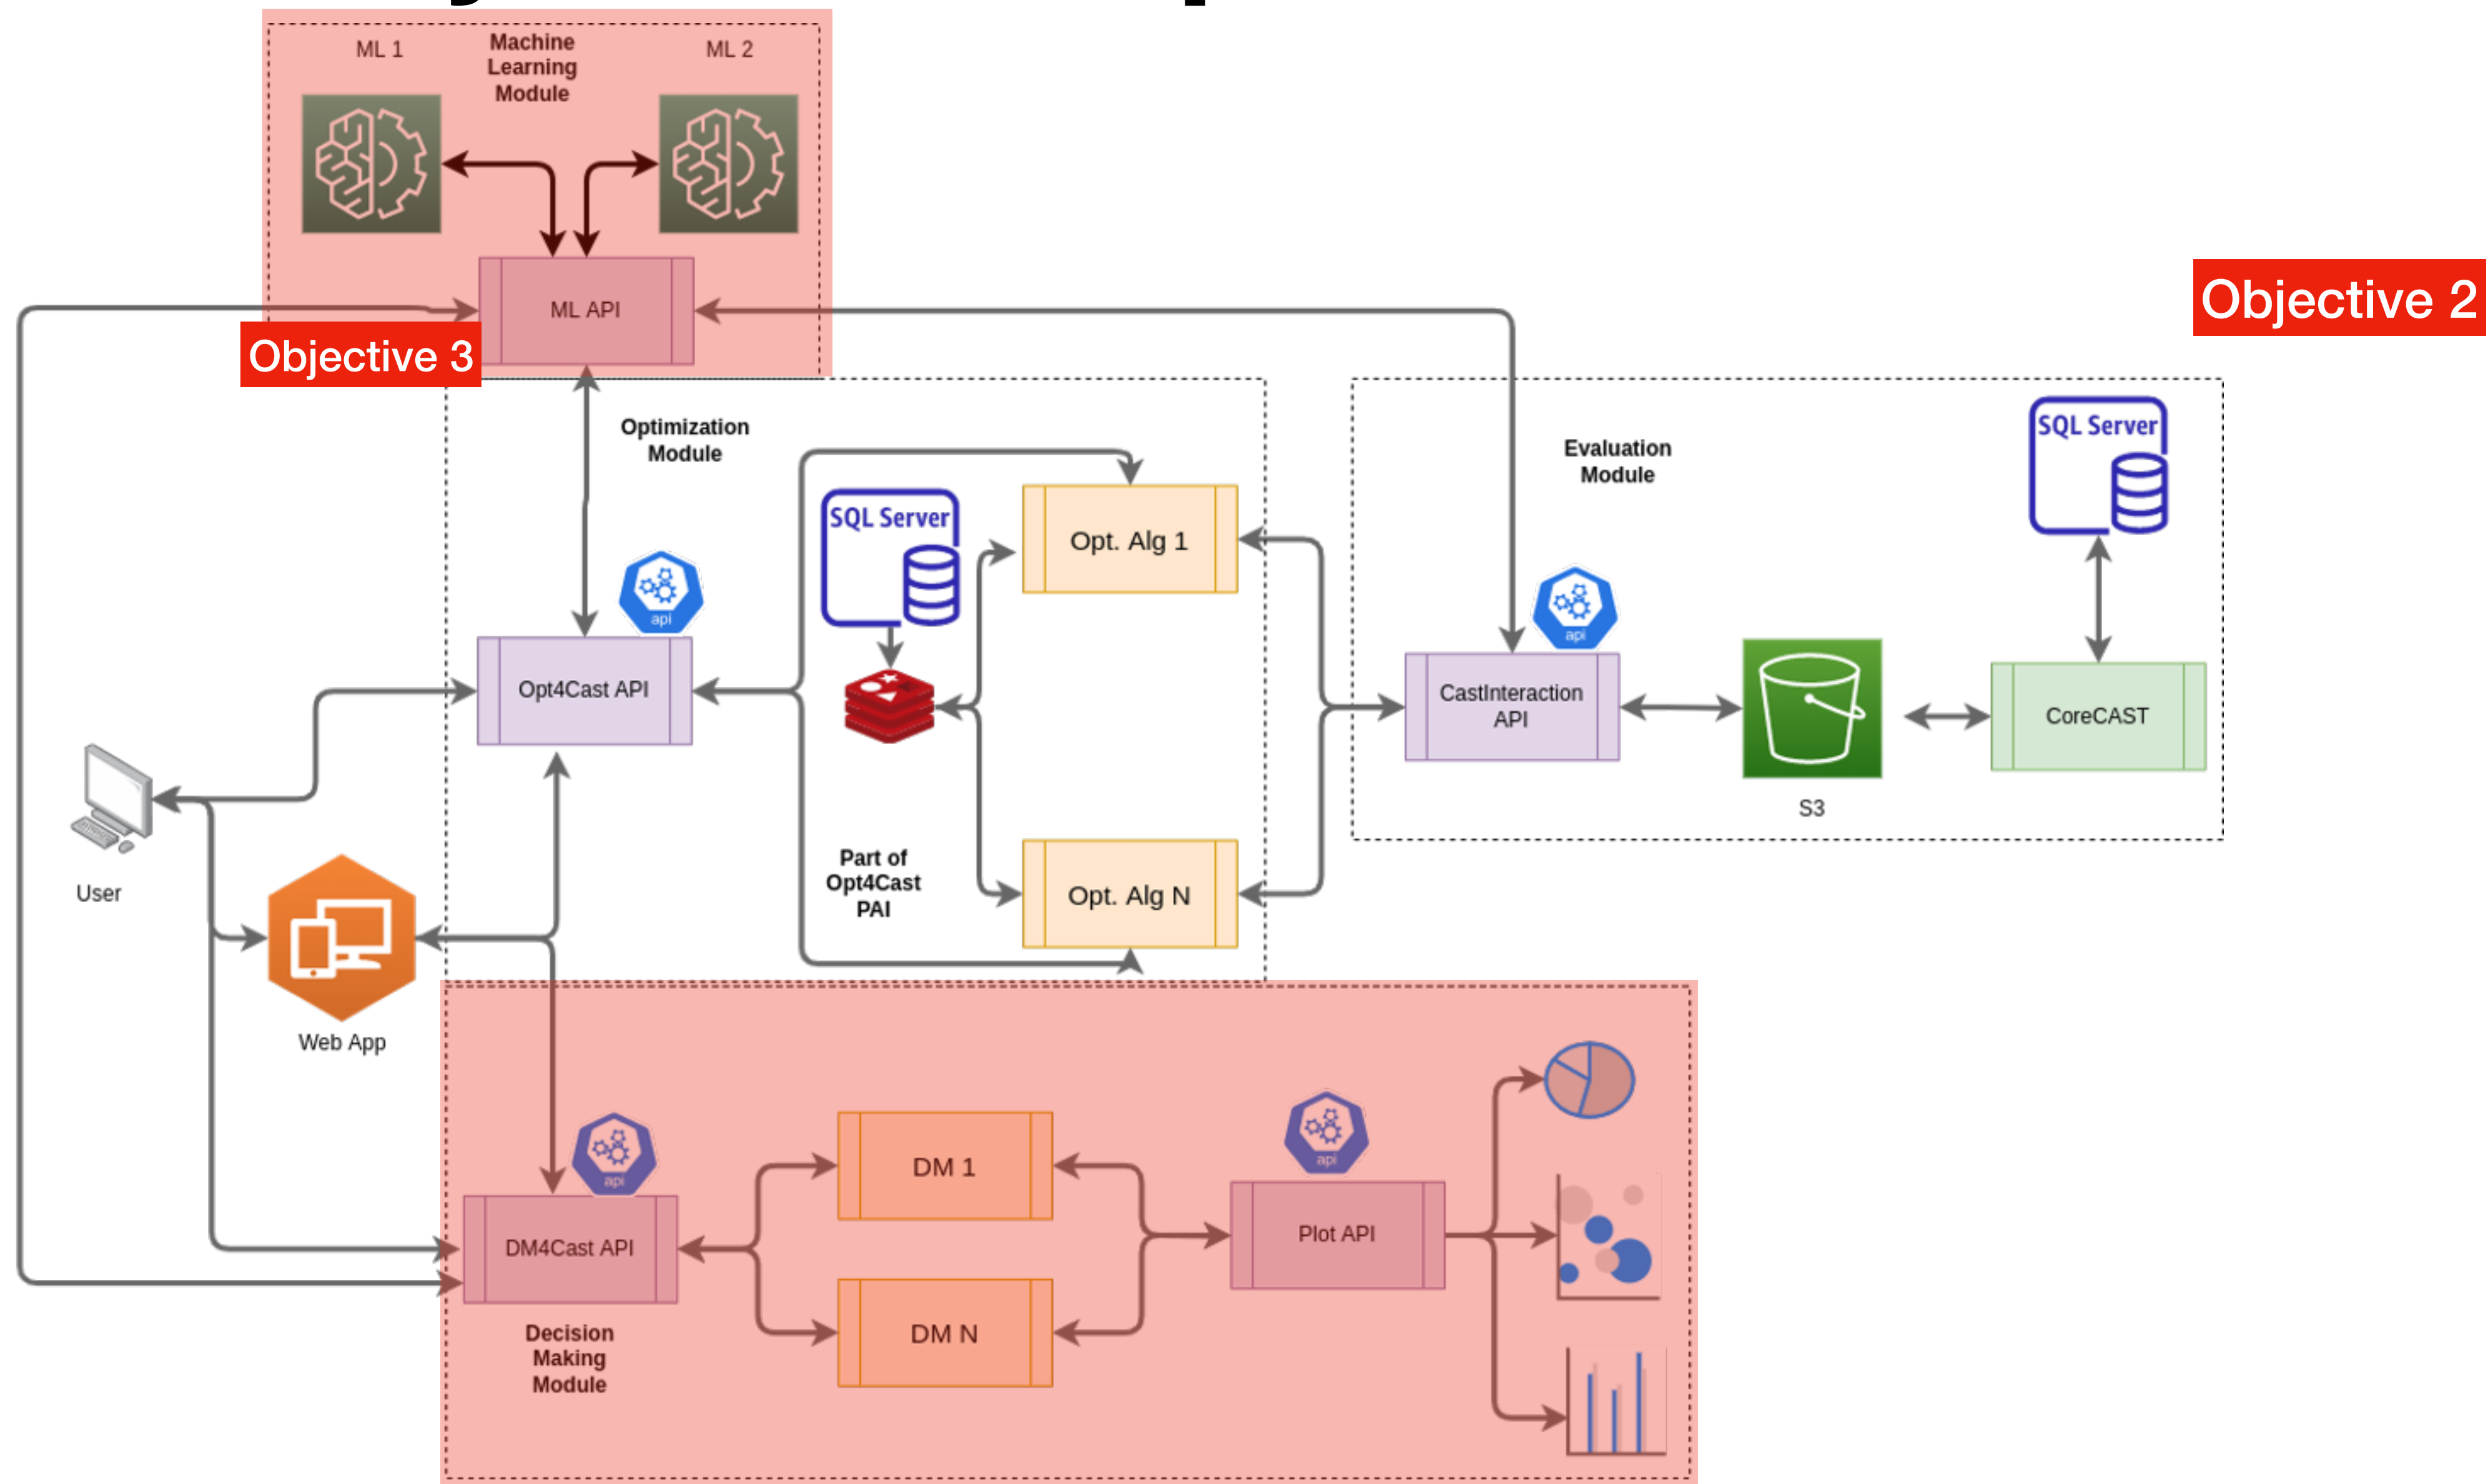 ML 1
Machine
Learning
Module
ML 2
ML API
Objective 3
Objective 2
Optimization
Module
Evaluation
Module
SQL Server
SQL Server
Opt. Alg 1
api
api
Opt4Cast API
CastInteraction
API
CoreCAST
S3
User
Part of
Opt4Cast
PAI
Opt. Alg N
Web App
api
api
DM 1
DM4Cast API
Plot API
DM N
Decision
Making
Module